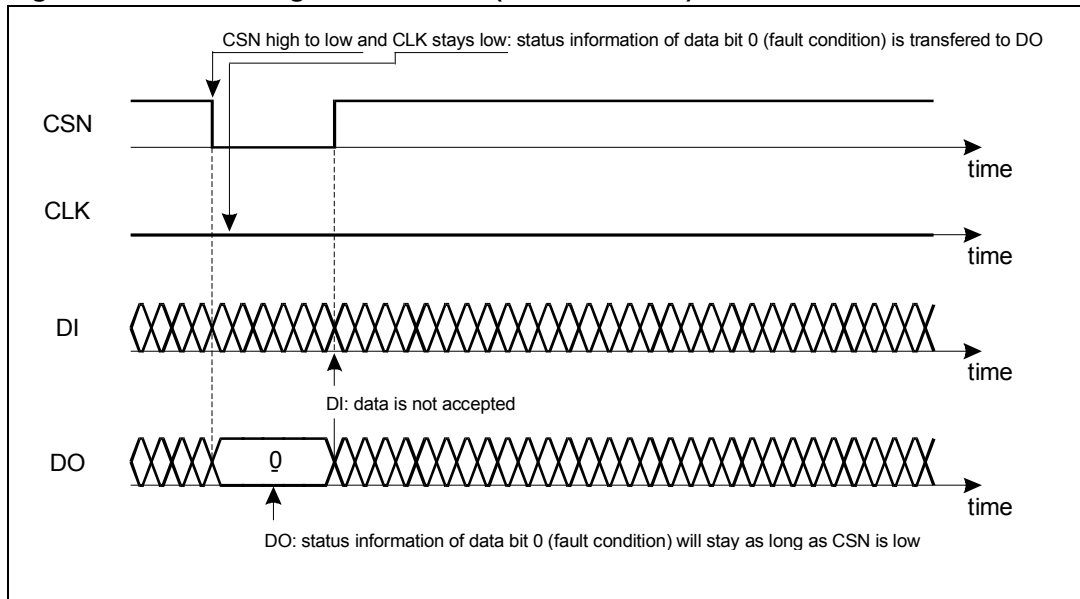 CSN high to low and CLK stays low: status information of data bit 0 (fault condition) is transfered to DO
CSN
time
CLK
time
DI
time
DI: data is not accepted
DO
0
time
DO: status information of data bit 0 (fault condition) will stay as long as CSN is low